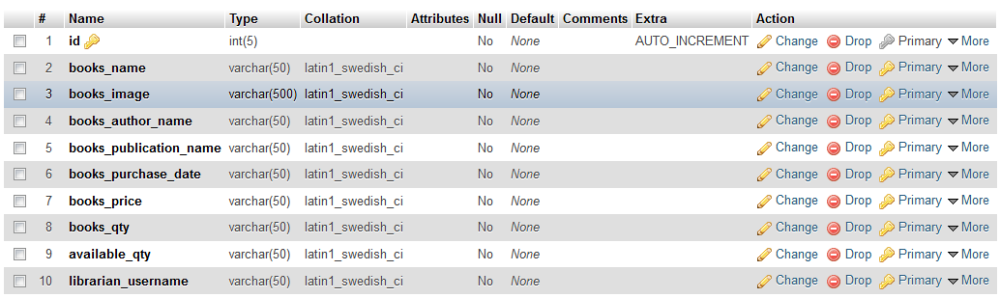 # Name Type Collation Attributes Null Default Comments Extra Action
1 id int(5) No None AUTO_INCREMENT Change Drop Primary More
2 books_name varchar(50) latin1_swedish_ci No None Change Drop Primary More
3 books_image varchar(500) latin1_swedish_ci No None Change Drop Primary More
4 books_author_name varchar(50) latin1_swedish_ci No None Change Drop Primary More
5 books_publication_name varchar(50) latin1_swedish_ci No None Change Drop Primary More
6 books_purchase_date varchar(50) latin1_swedish_ci No None Change Drop Primary More
7 books_price varchar(50) latin1_swedish_ci No None Change Drop Primary More
8 books_qty varchar(50) latin1_swedish_ci No None Change Drop Primary More
9 available_qty varchar(50) latin1_swedish_ci No None Change Drop Primary More
10 librarian_username varchar(50) latin1_swedish_ci No None Change Drop Primary More